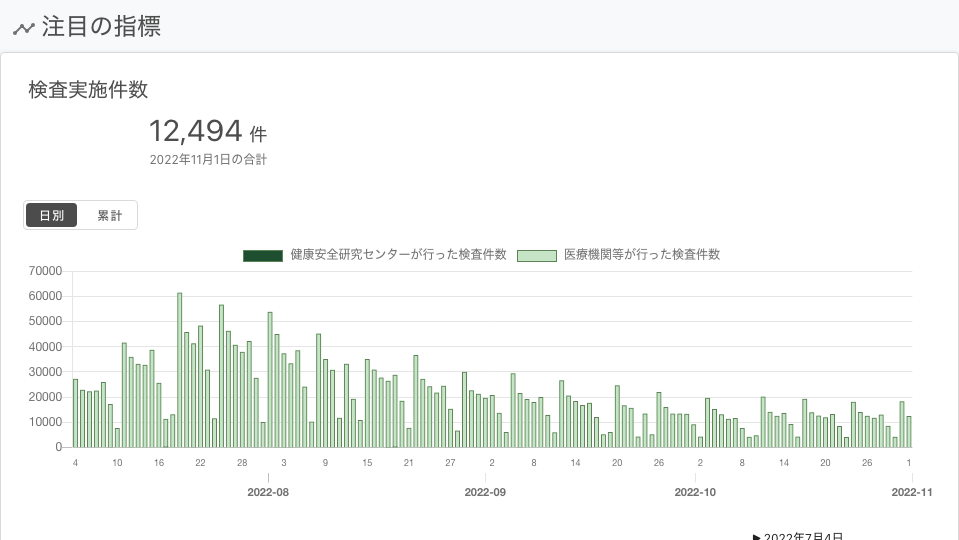 注目の指標
検査実施件数
12,494 件
2022年11月1日の合計
日別 累計
健康安全研究センターが行った検査件数 医療機関等が行った検査件数
70000
60000
50000
40000
30000
20000
10000
0
4 10 16 22 28 3 9 15 21 27 2 8 14 20 26 2 8 14 20 26 1
2022-08 2022-09 2022-10 2022-11
▶ 2022年7月4日